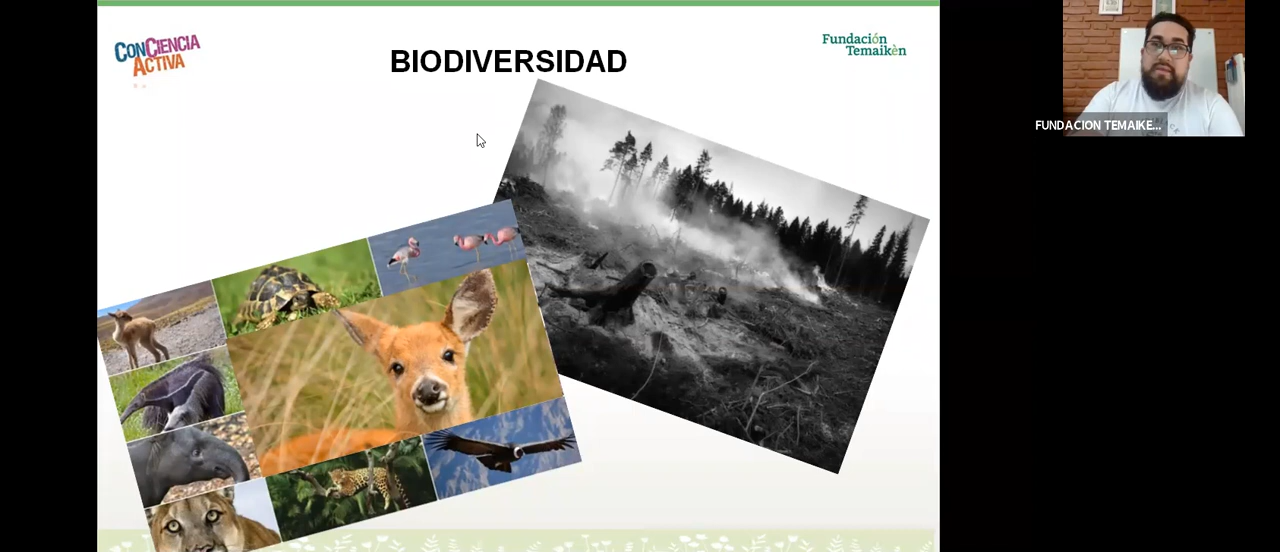 CONCIENCIA
ACTIVA
BIODIVERSIDAD
Fundación
Temaikèn
FUNDACION TEMAIKE...